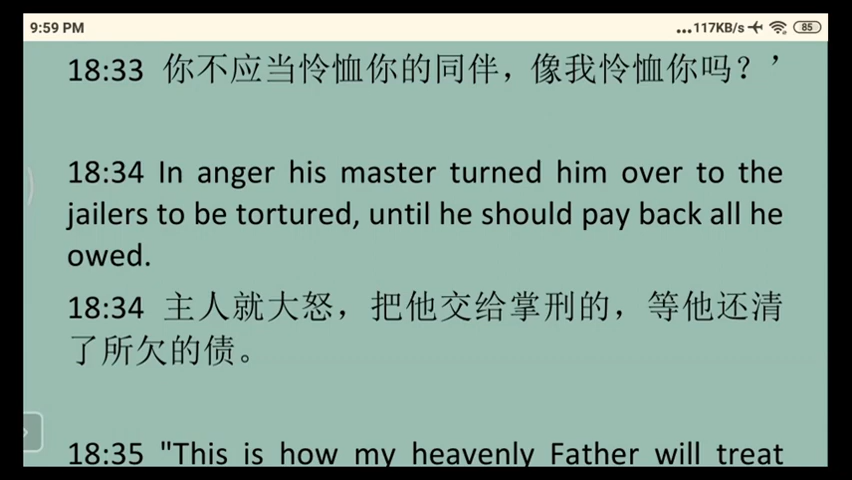 9:59 PM ...117KB/s 85
18:33 你不应当怜恤你的同伴，像我怜恤你吗？’
18:34 In anger his master turned him over to the
jailers to be tortured, until he should pay back all he
owed.
18:34 主人就大怒，把他交给掌刑的，等他还清
了所欠的债。
18:35 "This is how my heavenly Father will treat